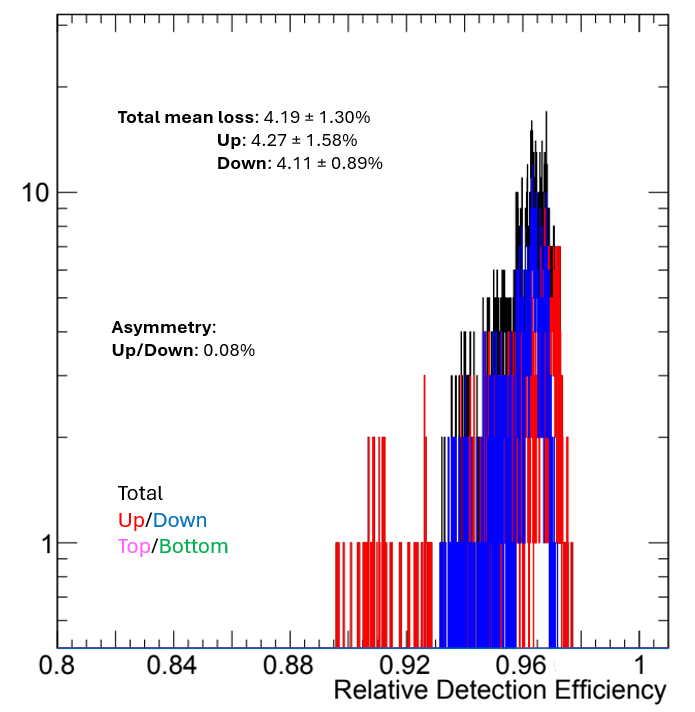 Total mean loss: 4.19 ± 1.30%
Up: 4.27 ± 1.58%
Down: 4.11 ± 0.89%
10
Asymmetry:
Up/Down: 0.08%
Total
Up/Down
1
Top/Bottom
0.8 0.84 0.88 0.92 0.96 1
Relative Detection Efficiency